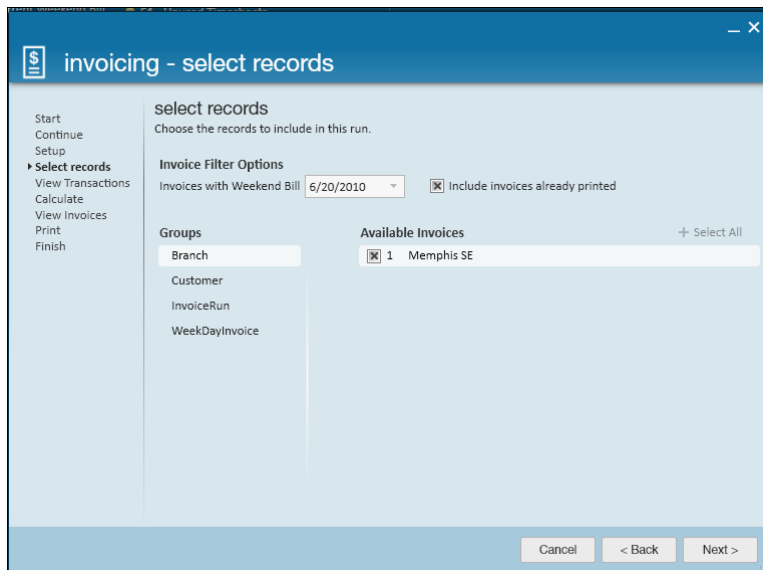 invoicing - select records
Start
Continue
Setup
Select records
View Transactions
Calculate
View Invoices
Print
Finish
select records
Choose the records to include in this run.
Invoice Filter Options
Invoices with Weekend Bill 6/20/2010 Include invoices already printed
Groups
Branch
Customer
InvoiceRun
WeekDayInvoice
Available Invoices + Select All
1 Memphis SE
Cancel < Back Next >